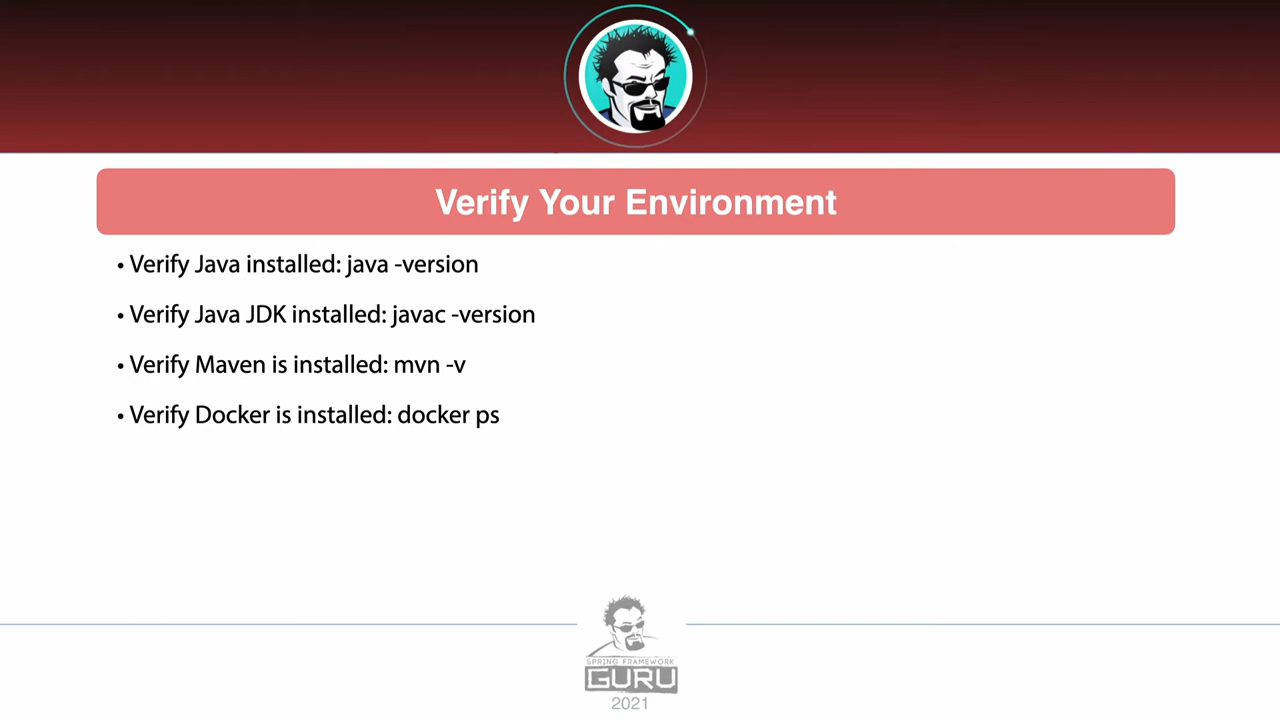 Verify Your Environment
• Verify Java installed: java -version
• Verify Java JDK installed: javac -version
• Verify Maven is installed: mvn -v
• Verify Docker is installed: docker ps
SPRING FRAMEWORK
GURU
2021